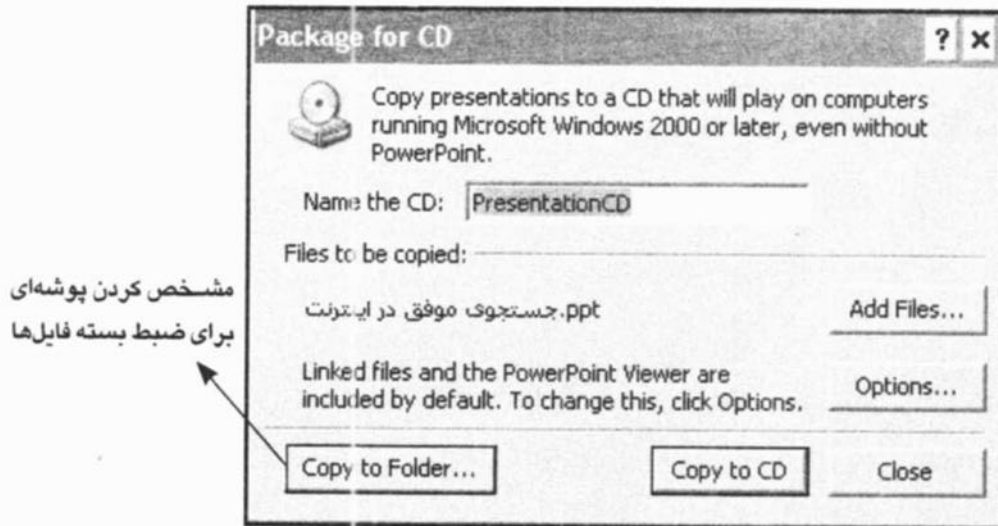 Package for CD
Copy presentations to a CD that will play on computers
running Microsoft Windows 2000 or later, even without
PowerPoint.
Name the CD: PresentationCD
Files to be copied:
جستجوی موفق در اینترنت.ppt
Add Files...
Linked files and the PowerPoint Viewer are
included by default. To change this, click Options.
Options...
Copy to Folder...
Copy to CD
Close
مشخص کردن پوشه‌ای
برای ضبط بسته فایل‌ها